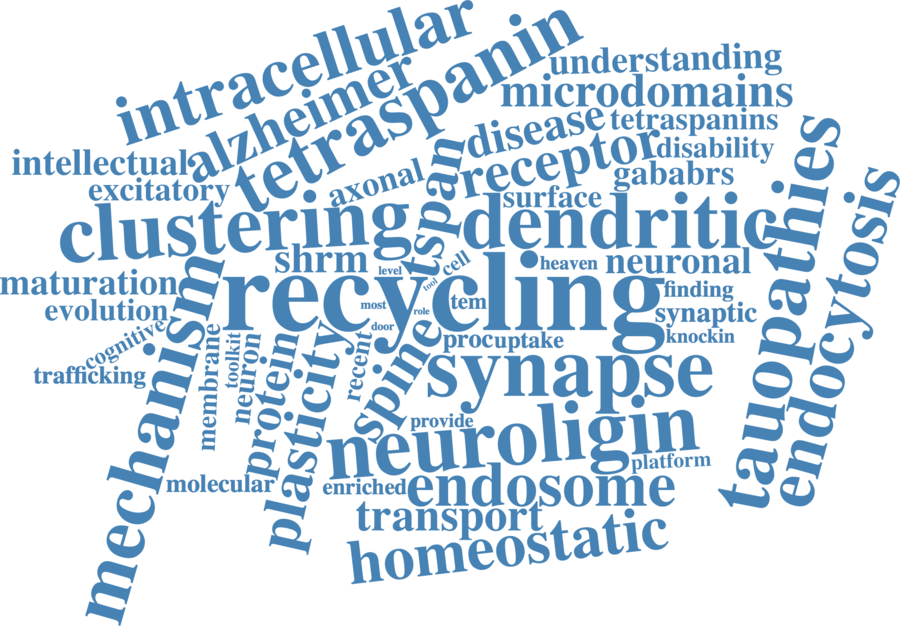 intracellular
alzheimer
tetraspanin
understanding
microdomains
disease
tetraspanins
intellectual
excitatory
axonal
tspan
receptor
disability
gababrs
surface
clustering
dendritic
tauopathies
endocytosis
shrm
level
cell
heaven
neuronal
maturation
evolution
mechanism
recycling
tool
most
role
tem
finding
synaptic
knockin
cognitive
trafficking
membrane
toolkit
neuron
protein
plasticity
door
recent
spine
procuptake
synapse
provide
neuroligin
platform
molecular
enriched
endosome
transport
homeostatic